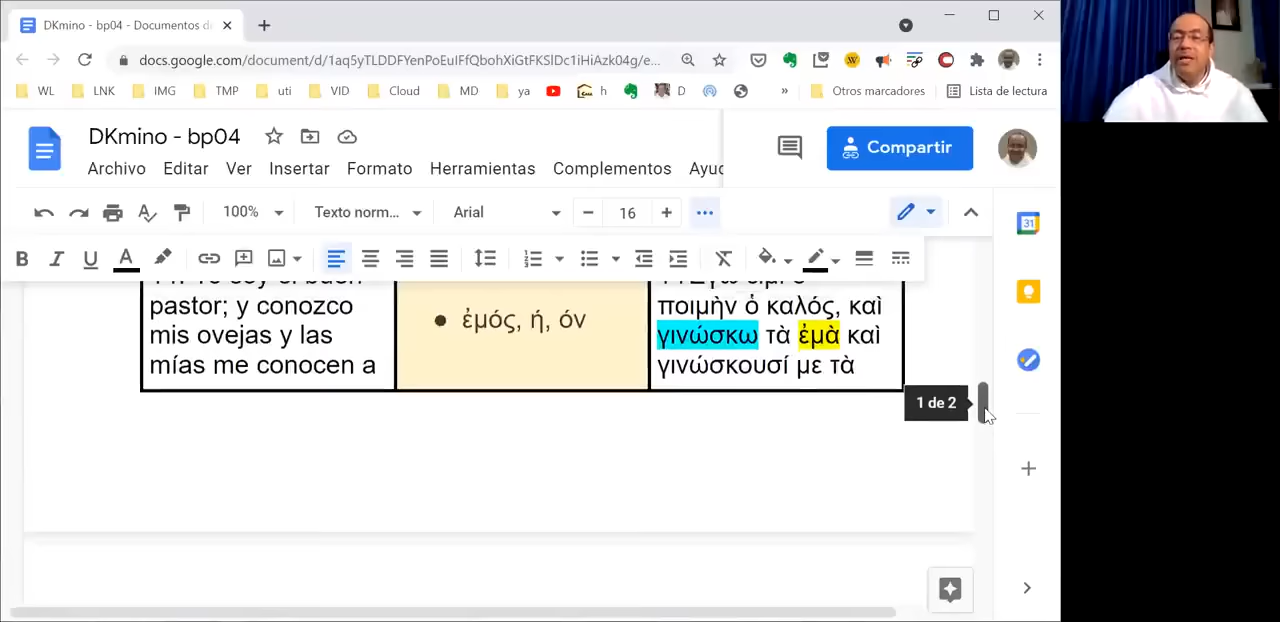 DKmino - bp04 - Documentos d
docs.google.com/document/d/1aq5yTLDDFYenPoEuIFfQbohXiGtFKSlDc1iHiAzk04g/e...
WL
LNK
IMG
TMP
uti
VID
Cloud
MD
ya
h
D
»
Otros marcadores
Lista de lectura
DKmino - bp04
Compartir
Archivo
Editar
Ver
Insertar
Formato
Herramientas
Complementos
Ayuc
100%
Texto norm...
Arial
16
31
B
I
U
A
pastor; y conozco
mis ovejas y las
mías me conocen a
● ἐμός, ή, όν
ποιμὴν ὁ καλός, καὶ
γινώσκω τὰ ἐμὰ καὶ
γινώσκουσί με τὰ
1 de 2